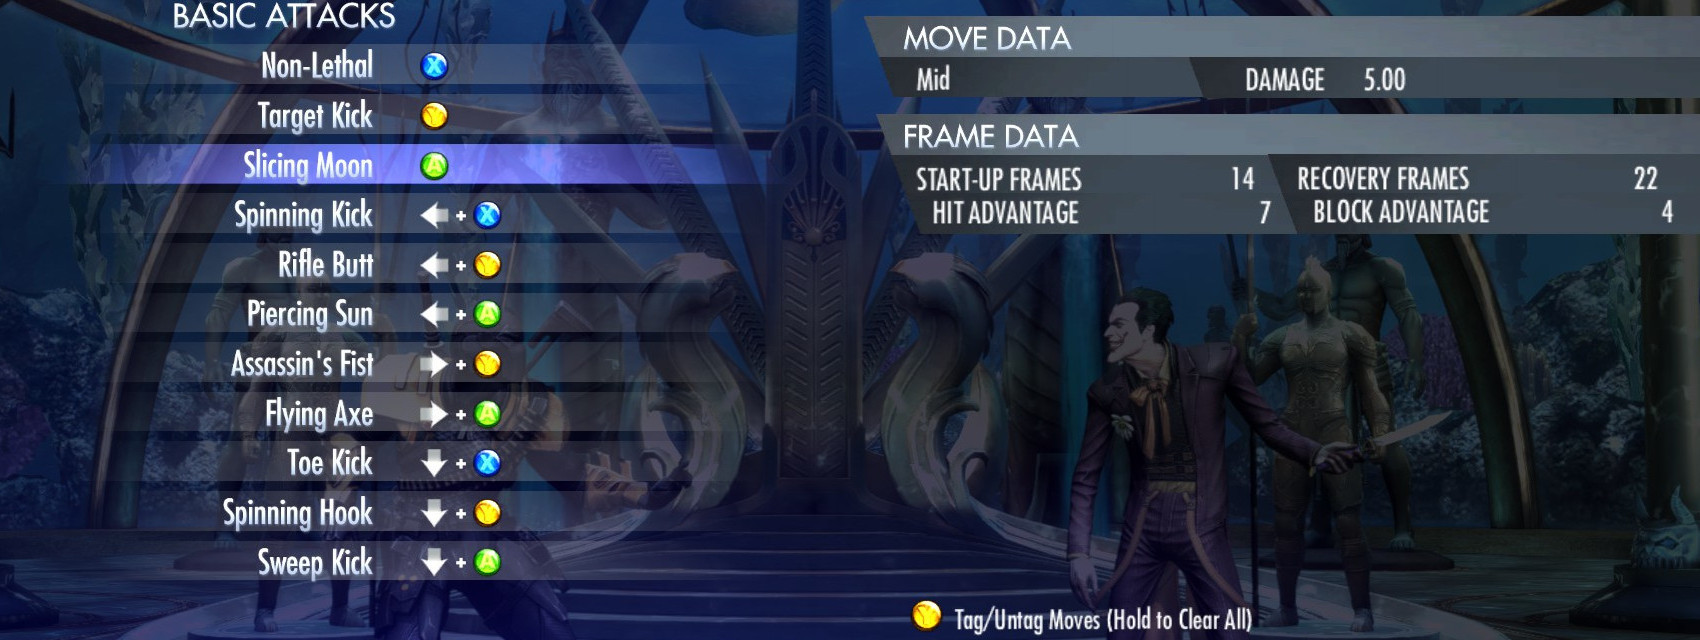 BASIC ATTACKS
Non-Lethal X
Target Kick Y
Slicing Moon A
Spinning Kick + X
Rifle Butt + Y
Piercing Sun + A
Assassin's Fist + Y
Flying Axe + A
Toe Kick + X
Spinning Hook + Y
Sweep Kick + A
MOVE DATA
Mid DAMAGE 5.00
FRAME DATA
START-UP FRAMES 14 RECOVERY FRAMES 22
HIT ADVANTAGE 7 BLOCK ADVANTAGE 4
Y Tag/Untag Moves (Hold to Clear All)